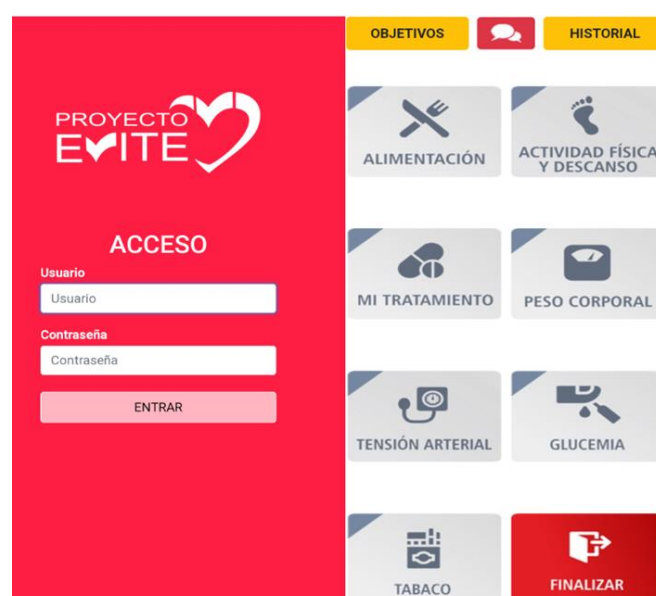 PROYECTO
EVITE
ACCESO
Usuario
Usuario
Contraseña
Contraseña
ENTRAR
OBJETIVOS
HISTORIAL
ALIMENTACIÓN
ACTIVIDAD FÍSICA
Y DESCANSO
MI TRATAMIENTO
PESO CORPORAL
TENSIÓN ARTERIAL
GLUCEMIA
TABACO
FINALIZAR